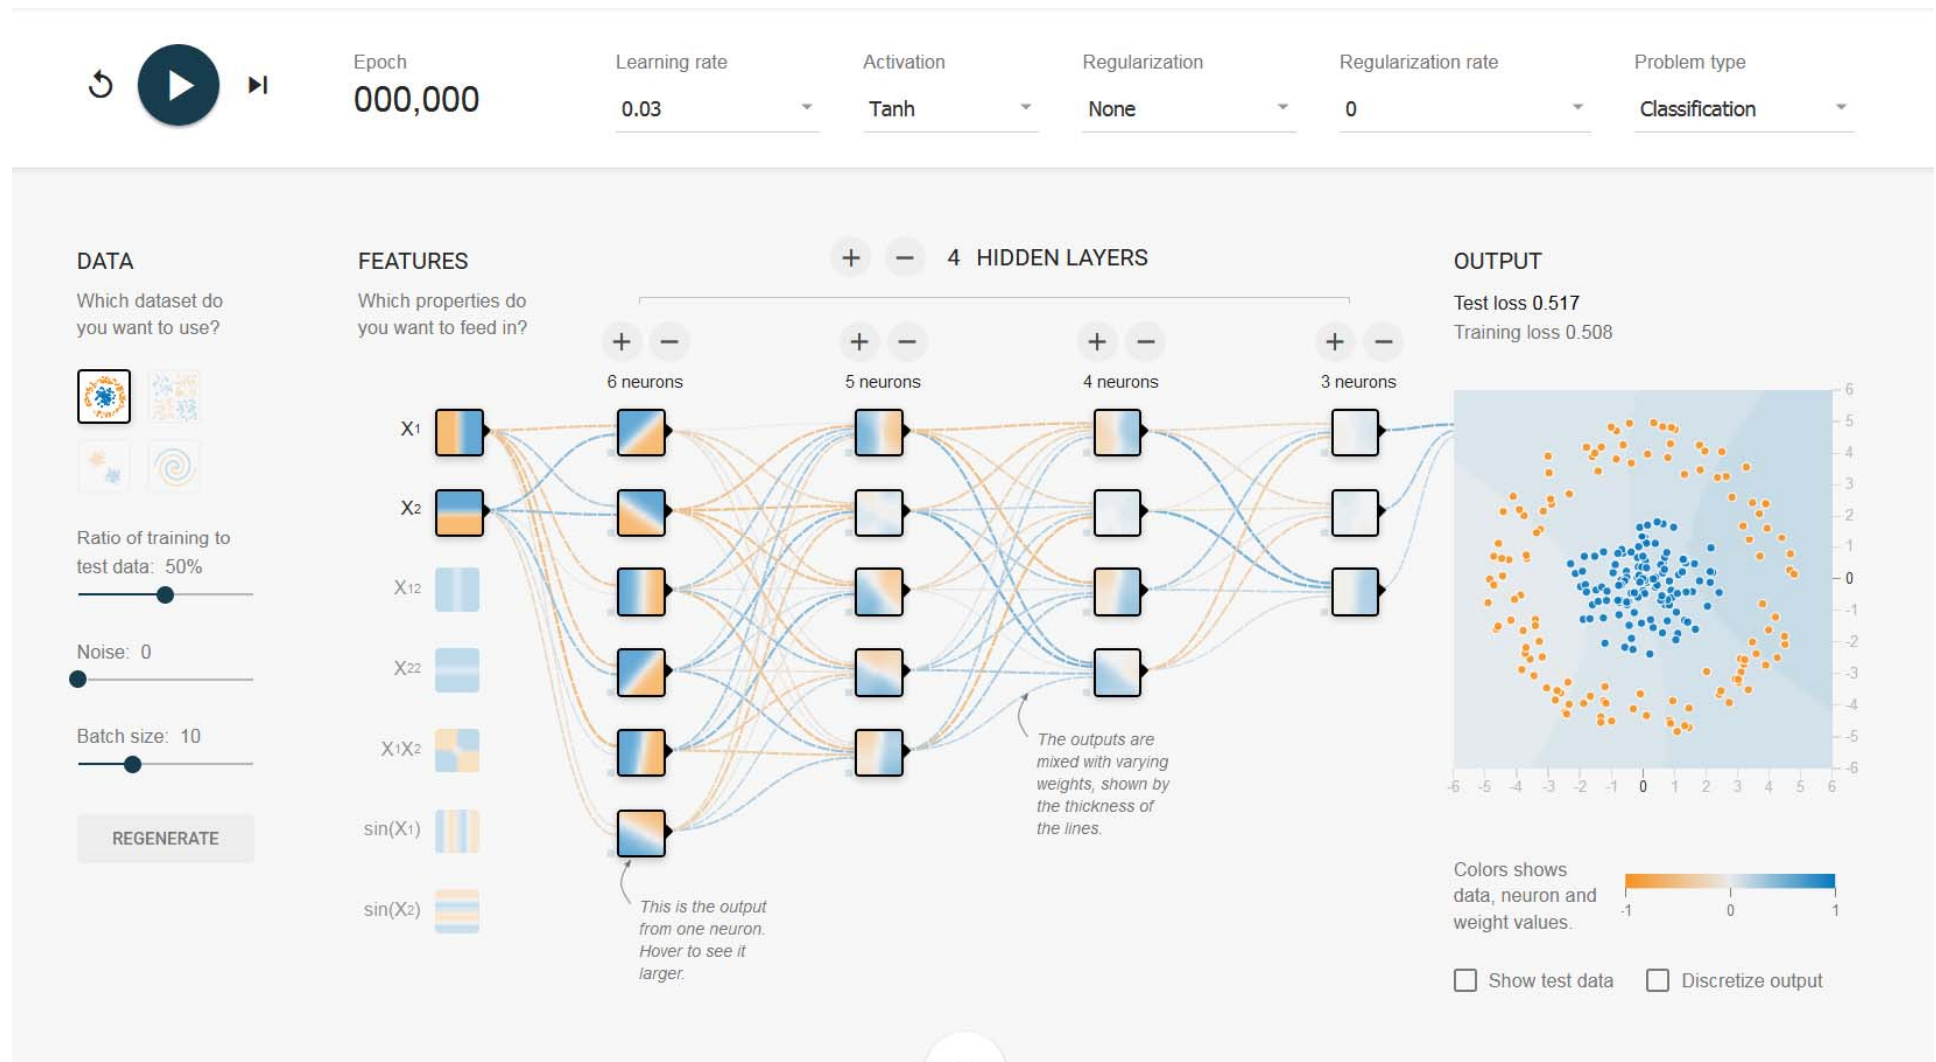 Epoch
000,000
Learning rate
0.03
Activation
Tanh
Regularization
None
Regularization rate
0
Problem type
Classification
DATA
Which dataset do
you want to use?
Ratio of training to
test data: 50%
Noise: 0
Batch size: 10
REGENERATE
FEATURES
Which properties do
you want to feed in?
X1
X2
X12
X22
X1X2
sin(X1)
sin(X2)
+ − 4 HIDDEN LAYERS
+ − + − + − + −
6 neurons 5 neurons 4 neurons 3 neurons
This is the output
from one neuron.
Hover to see it
larger.
The outputs are
mixed with varying
weights, shown by
the thickness of
the lines.
OUTPUT
Test loss 0.517
Training loss 0.508
6
5
4
3
2
1
0
-1
-2
-3
-4
-5
-6
-6 -5 -4 -3 -2 -1 0 1 2 3 4 5 6
Colors shows
data, neuron and
weight values.
-1 0 1
Show test data Discretize output